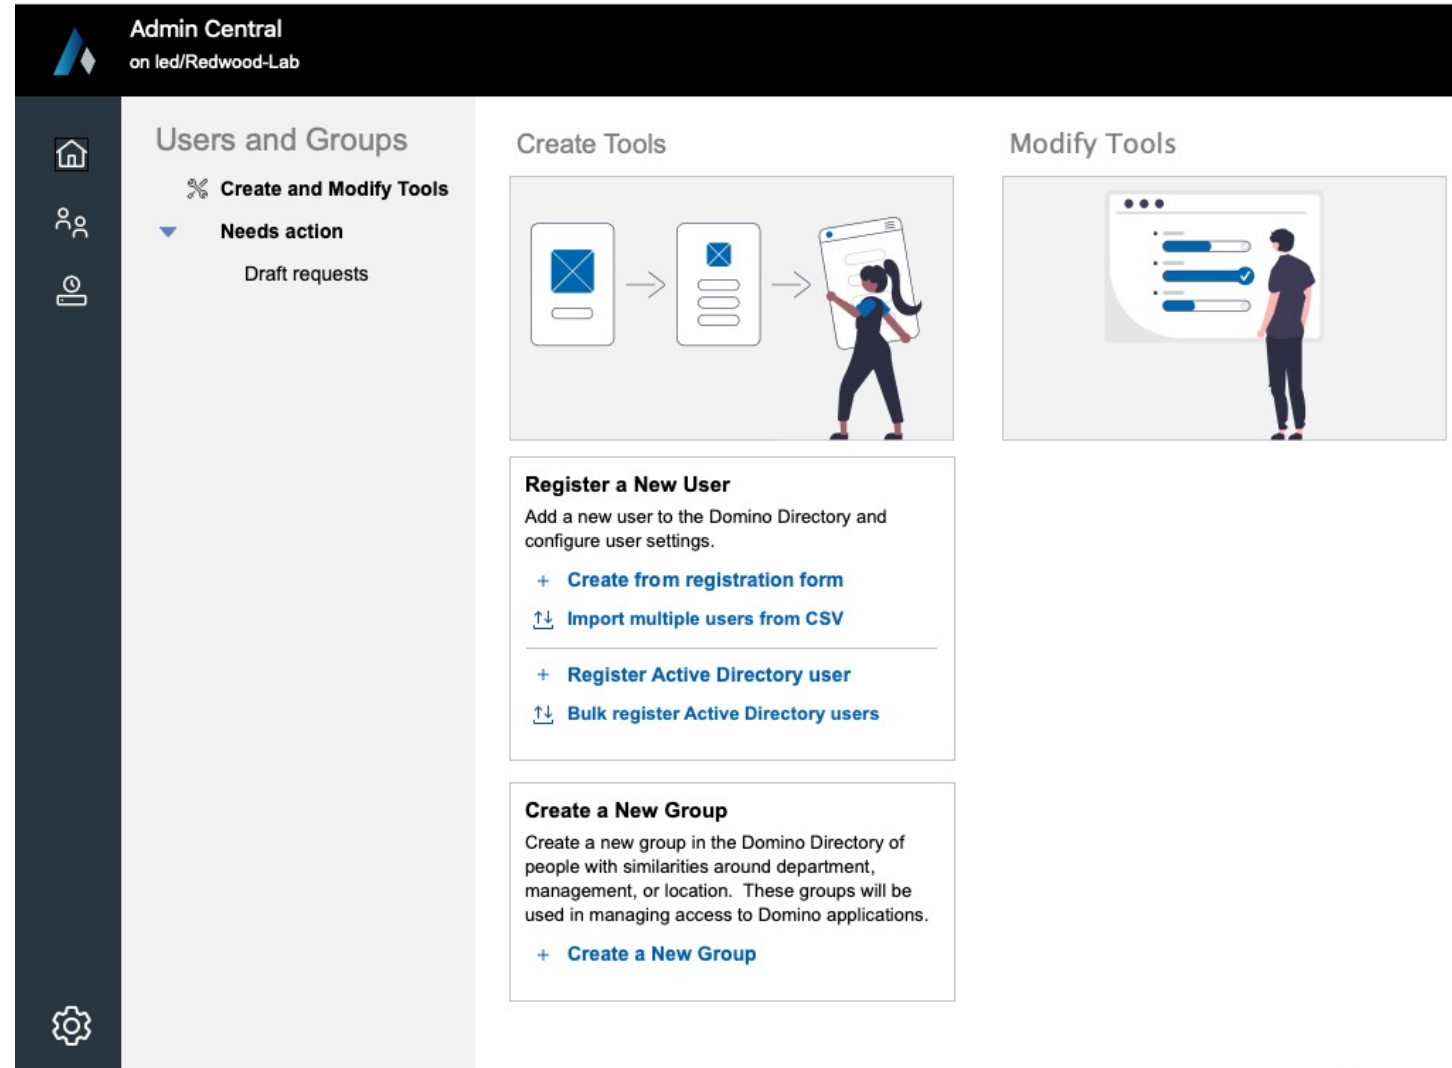 Admin Central
on led/Redwood-Lab
Users and Groups
Create and Modify Tools
Needs action
Draft requests
Create Tools
Modify Tools
Register a New User
Add a new user to the Domino Directory and
configure user settings.
+ Create from registration form
Import multiple users from CSV
+ Register Active Directory user
Bulk register Active Directory users
Create a New Group
Create a new group in the Domino Directory of
people with similarities around department,
management, or location.  These groups will be
used in managing access to Domino applications.
+ Create a New Group